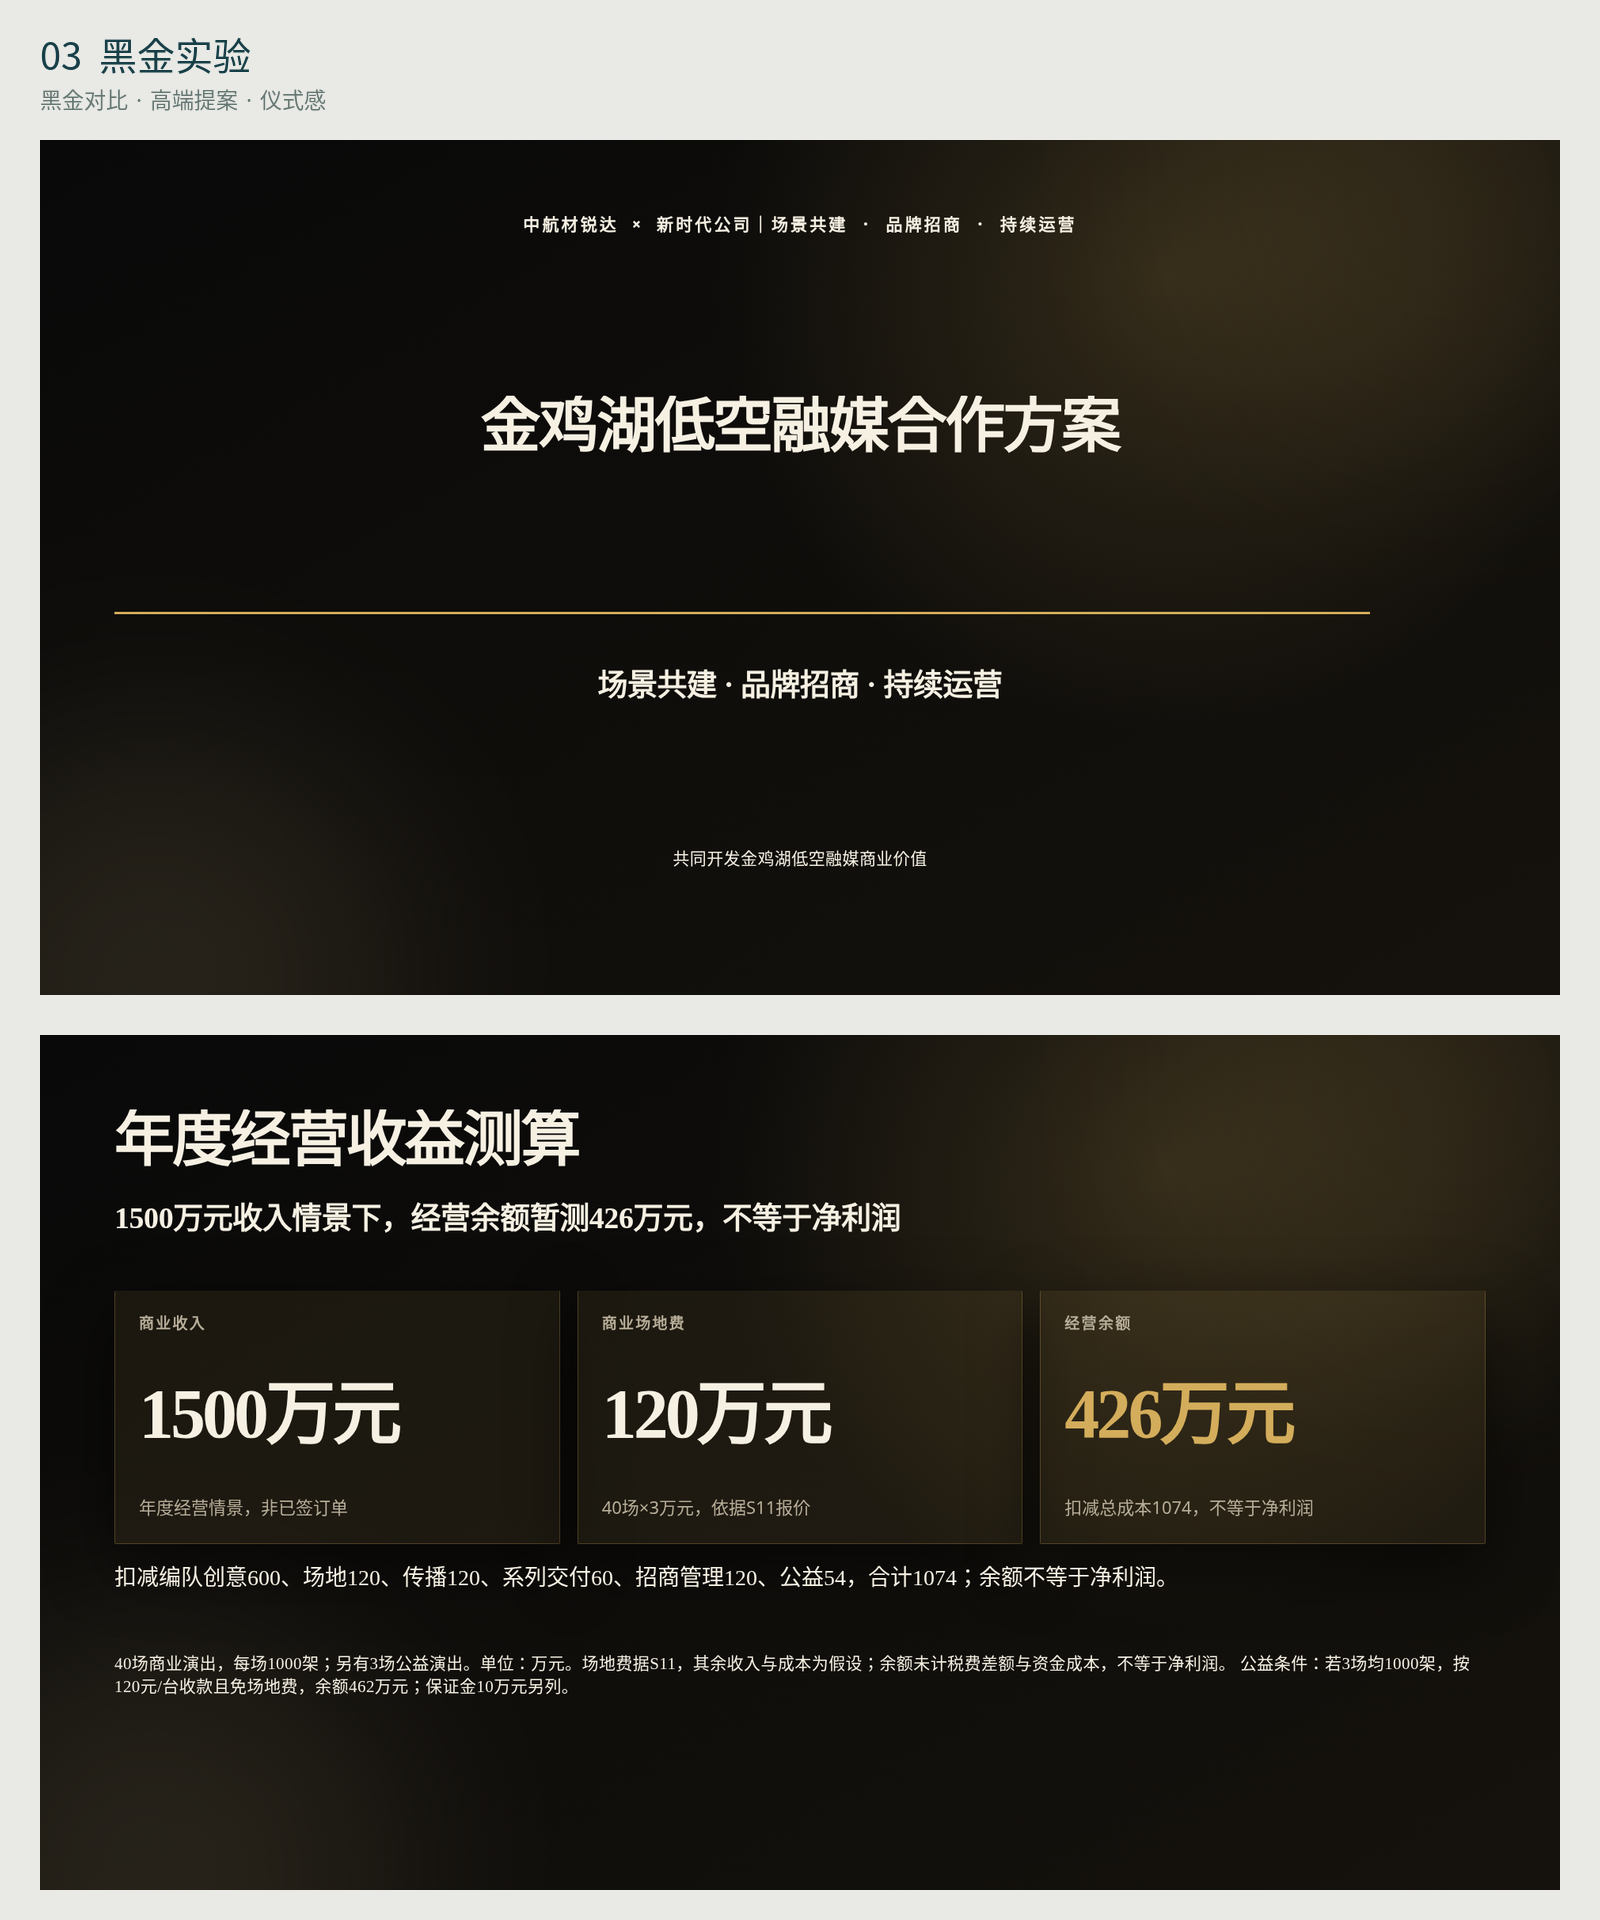 03 黑金实验
黑金对比 · 高端提案 · 仪式感
中航材锐达 × 新时代公司｜场景共建 · 品牌招商 · 持续运营
金鸡湖低空融媒合作方案
场景共建 · 品牌招商 · 持续运营
共同开发金鸡湖低空融媒商业价值
年度经营收益测算
1500万元收入情景下，经营余额暂测426万元，不等于净利润
商业收入
1500万元
年度经营情景，非已签订单
商业场地费
120万元
40场×3万元，依据S11报价
经营余额
426万元
扣减总成本1074，不等于净利润
扣减编队创意600、场地120、传播120、系列交付60、招商管理120、公益54，合计1074；余额不等于净利润。
40场商业演出，每场1000架；另有3场公益演出。单位：万元。场地费据S11，其余收入与成本为假设；余额未计税费差额与资金成本，不等于净利润。 公益条件：若3场均1000架，按
120元/台收款且免场地费，余额462万元；保证金10万元另列。